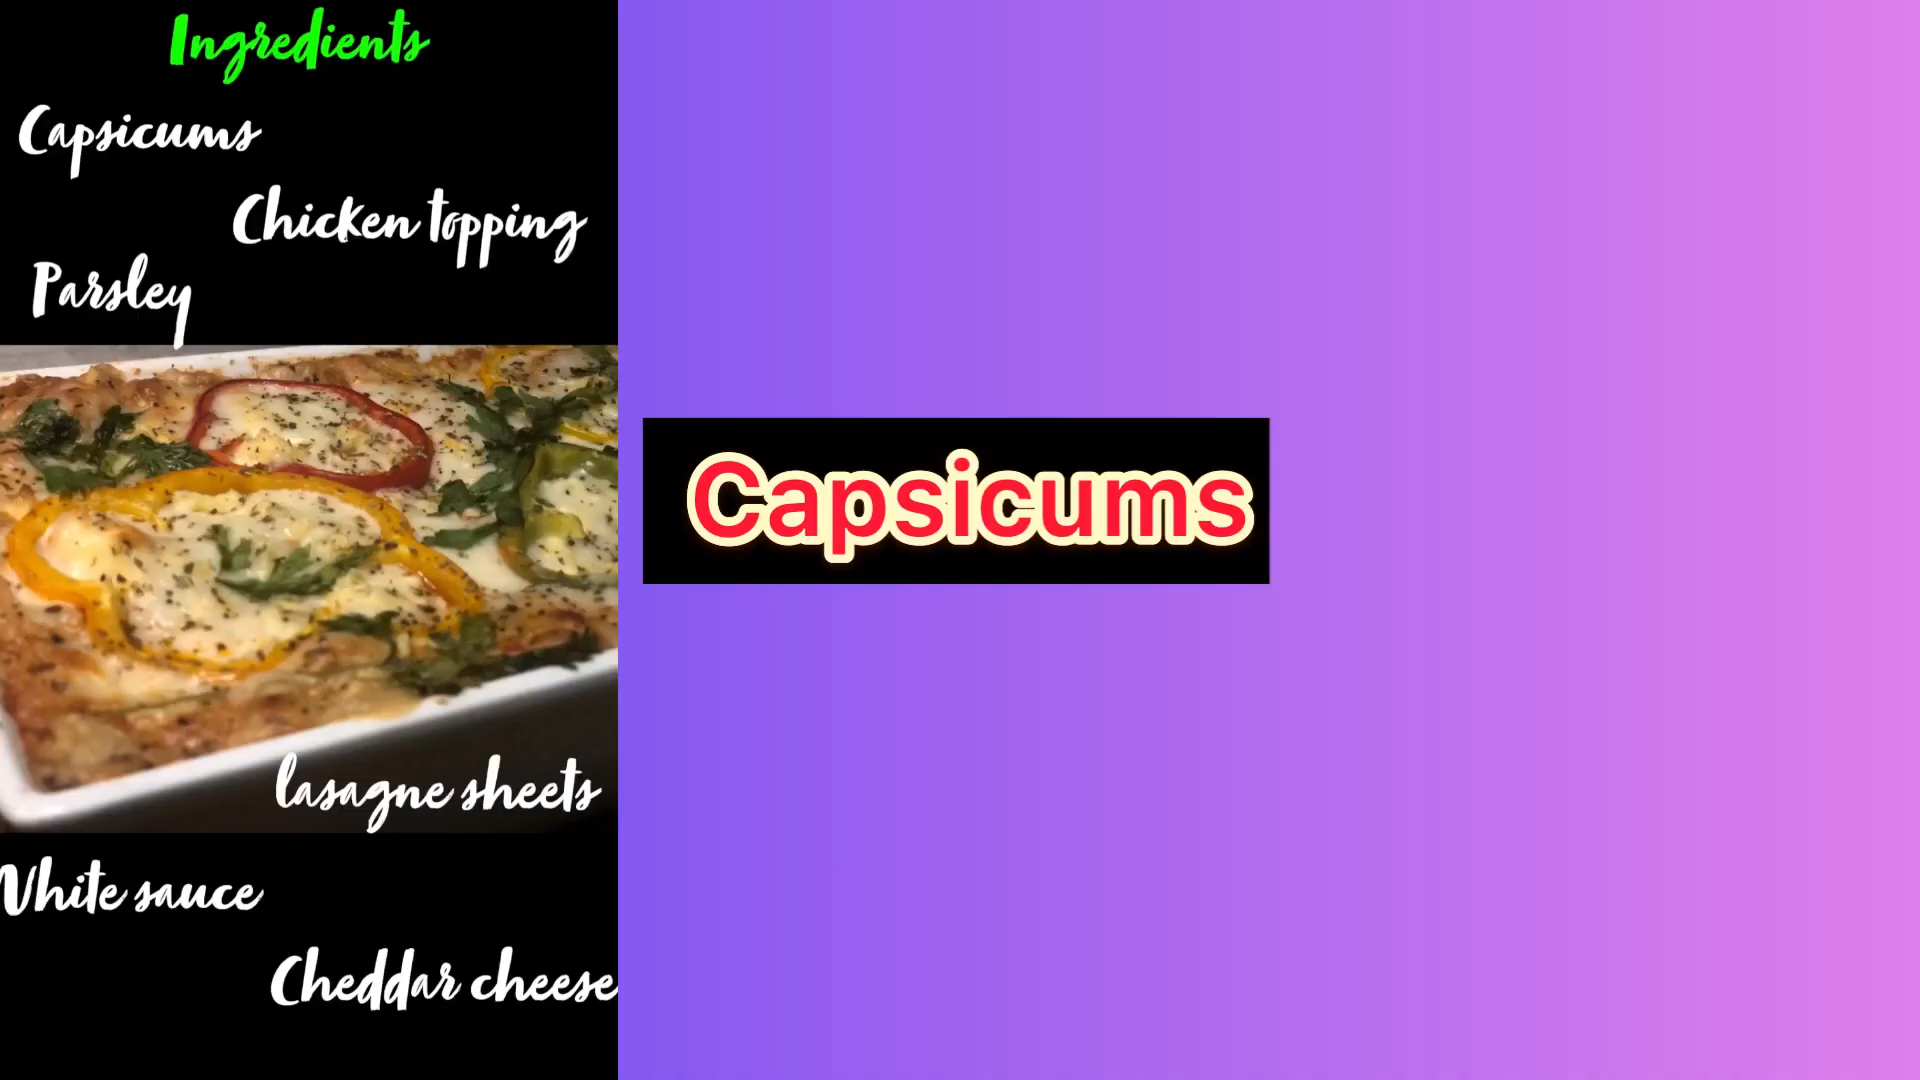 Ingredients
Capsicums
Chicken topping
Parsley
Capsicums
lasagne sheets
White sauce
Cheddar cheese